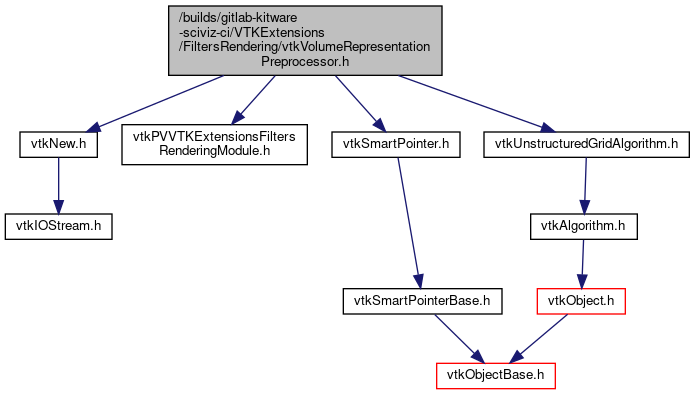 /builds/gitlab-kitware
-sciviz-ci/VTKExtensions
/FiltersRendering/vtkVolumeRepresentation
Preprocessor.h
vtkNew.h
vtkPVVTKExtensionsFilters
RenderingModule.h
vtkSmartPointer.h
vtkUnstructuredGridAlgorithm.h
vtkIOStream.h
vtkAlgorithm.h
vtkSmartPointerBase.h
vtkObject.h
vtkObjectBase.h